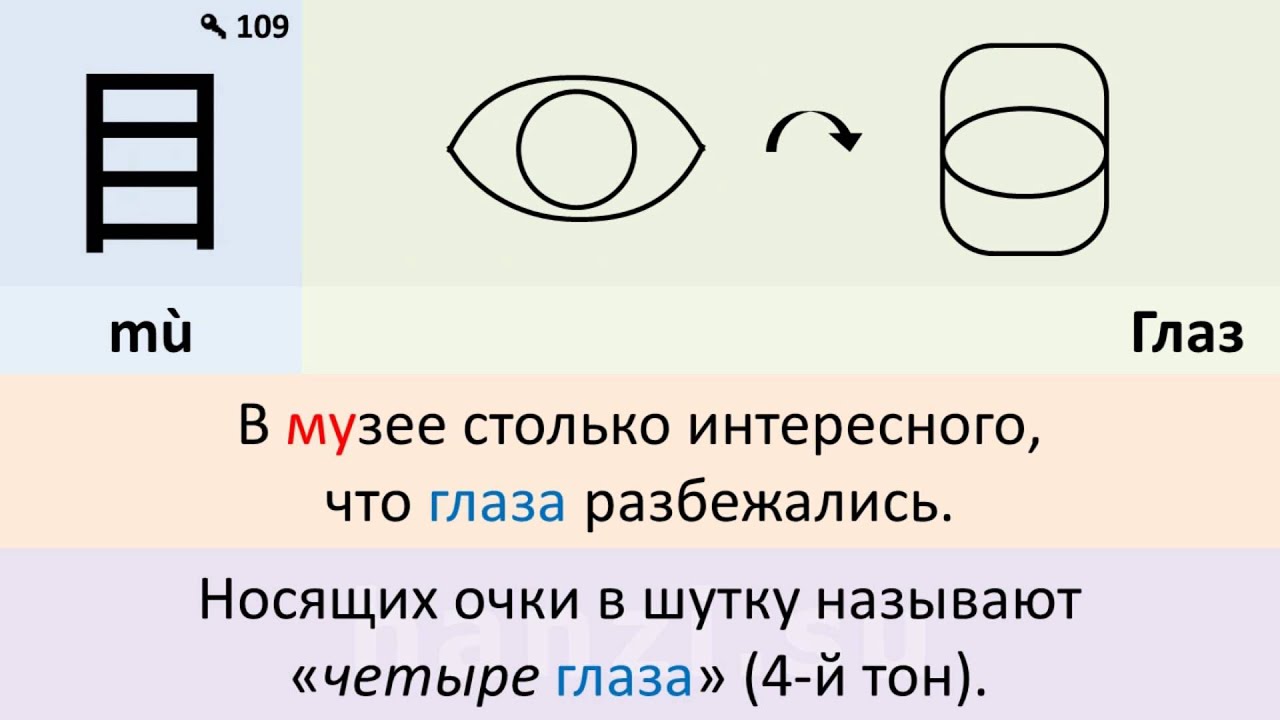 109
目
mù
Глаз
В музее столько интересного,
что глаза разбежались.
Носящих очки в шутку называют
«четыре глаза» (4-й тон).
hanzi.su